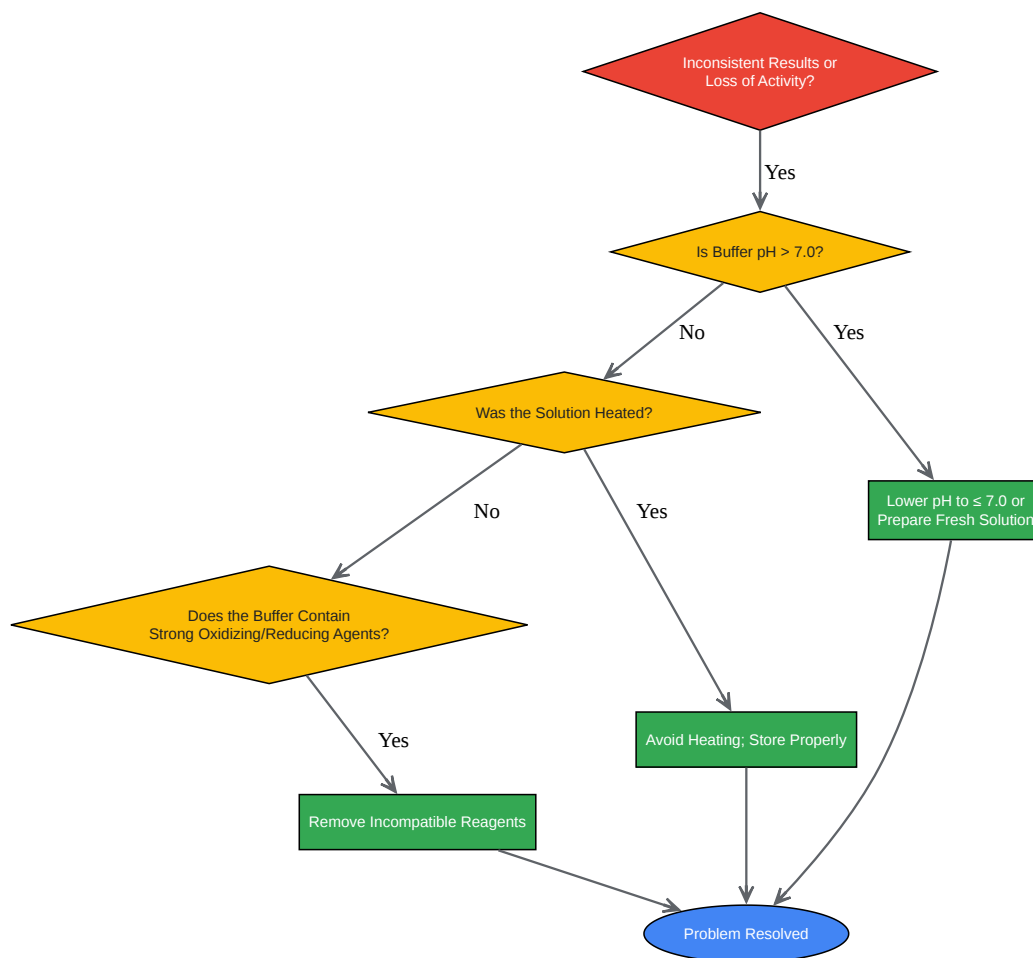 Inconsistent Results or
Loss of Activity?
Yes
Is Buffer pH > 7.0?
No
Yes
Was the Solution Heated?
No
Yes
Lower pH to ≤ 7.0 or
Prepare Fresh Solution
Does the Buffer Contain
Strong Oxidizing/Reducing Agents?
Yes
Avoid Heating; Store Properly
Remove Incompatible Reagents
Problem Resolved